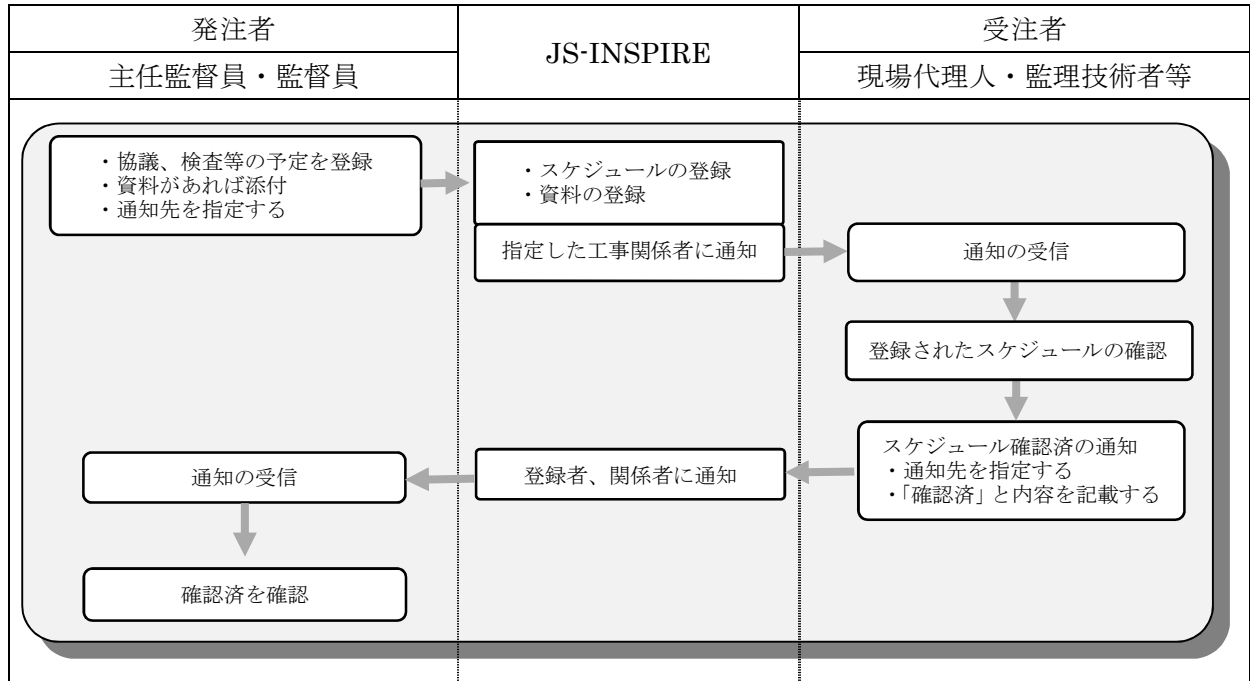 発注者
JS-INSPIRE
受注者
主任監督員・監督員
現場代理人・監理技術者等
・協議、検査等の予定を登録
・資料があれば添付
・通知先を指定する
・スケジュールの登録
・資料の登録
指定した工事関係者に通知
通知の受信
登録されたスケジュールの確認
スケジュール確認済の通知
・通知先を指定する
・「確認済」と内容を記載する
登録者、関係者に通知
通知の受信
確認済を確認